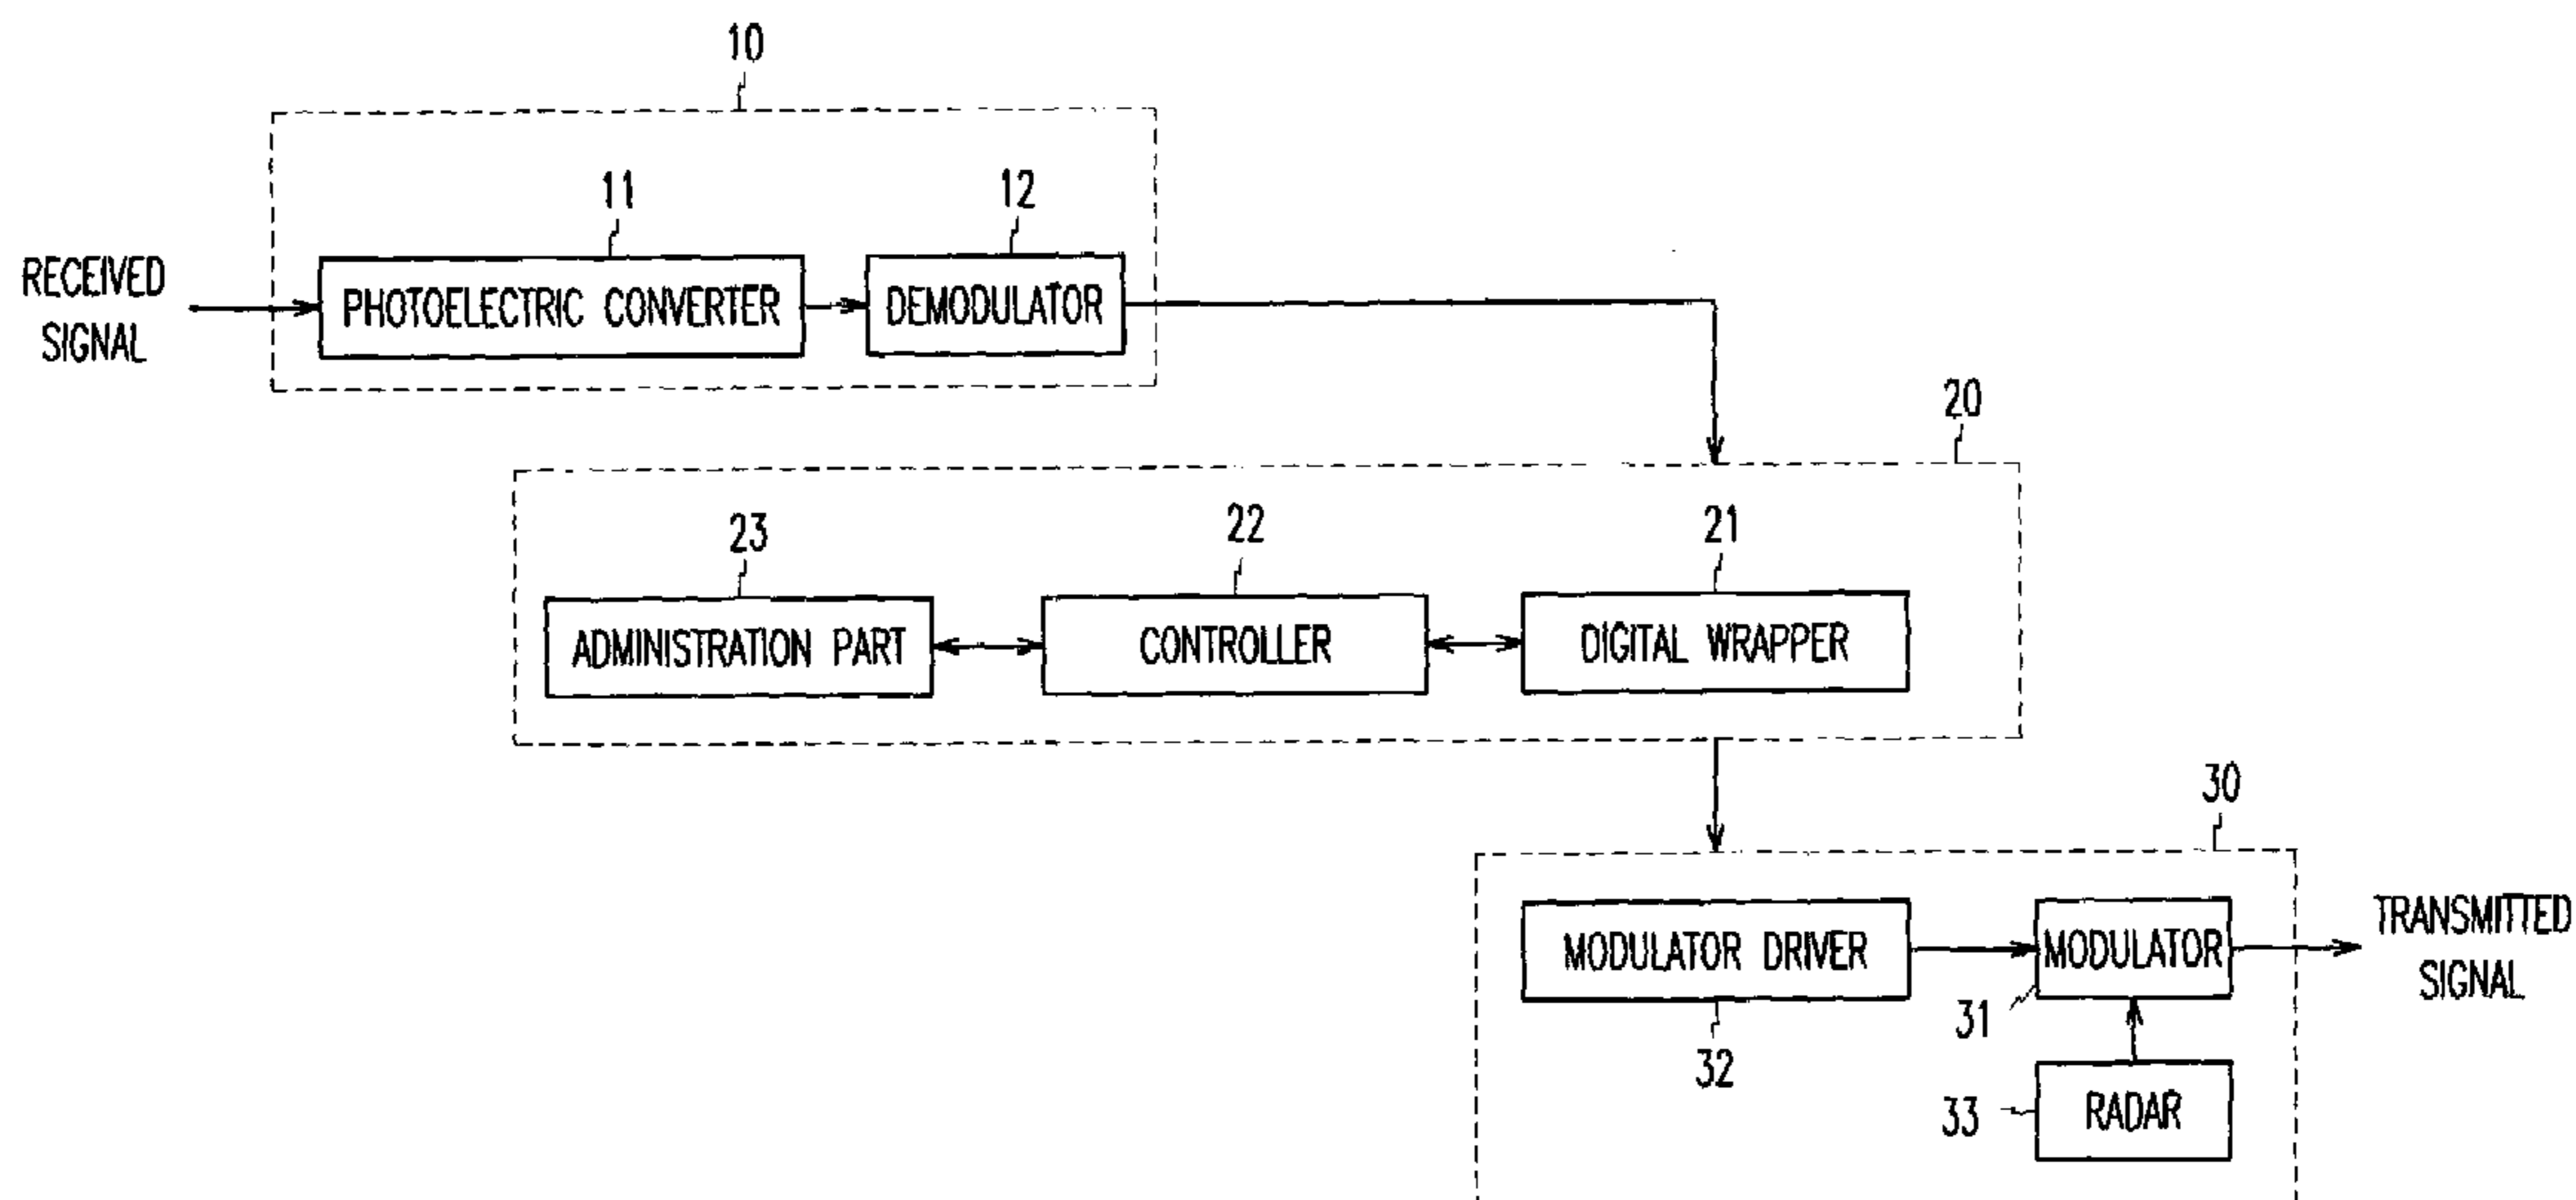 10
11
12
RECEIVED
SIGNAL
PHOTOELECTRIC CONVERTER
DEMODULATOR
20
23
22
21
ADMINISTRATION PART
CONTROLLER
DIGITAL WRAPPER
30
MODULATOR DRIVER
MODULATOR
TRANSMITTED
SIGNAL
31
32
33
RADAR